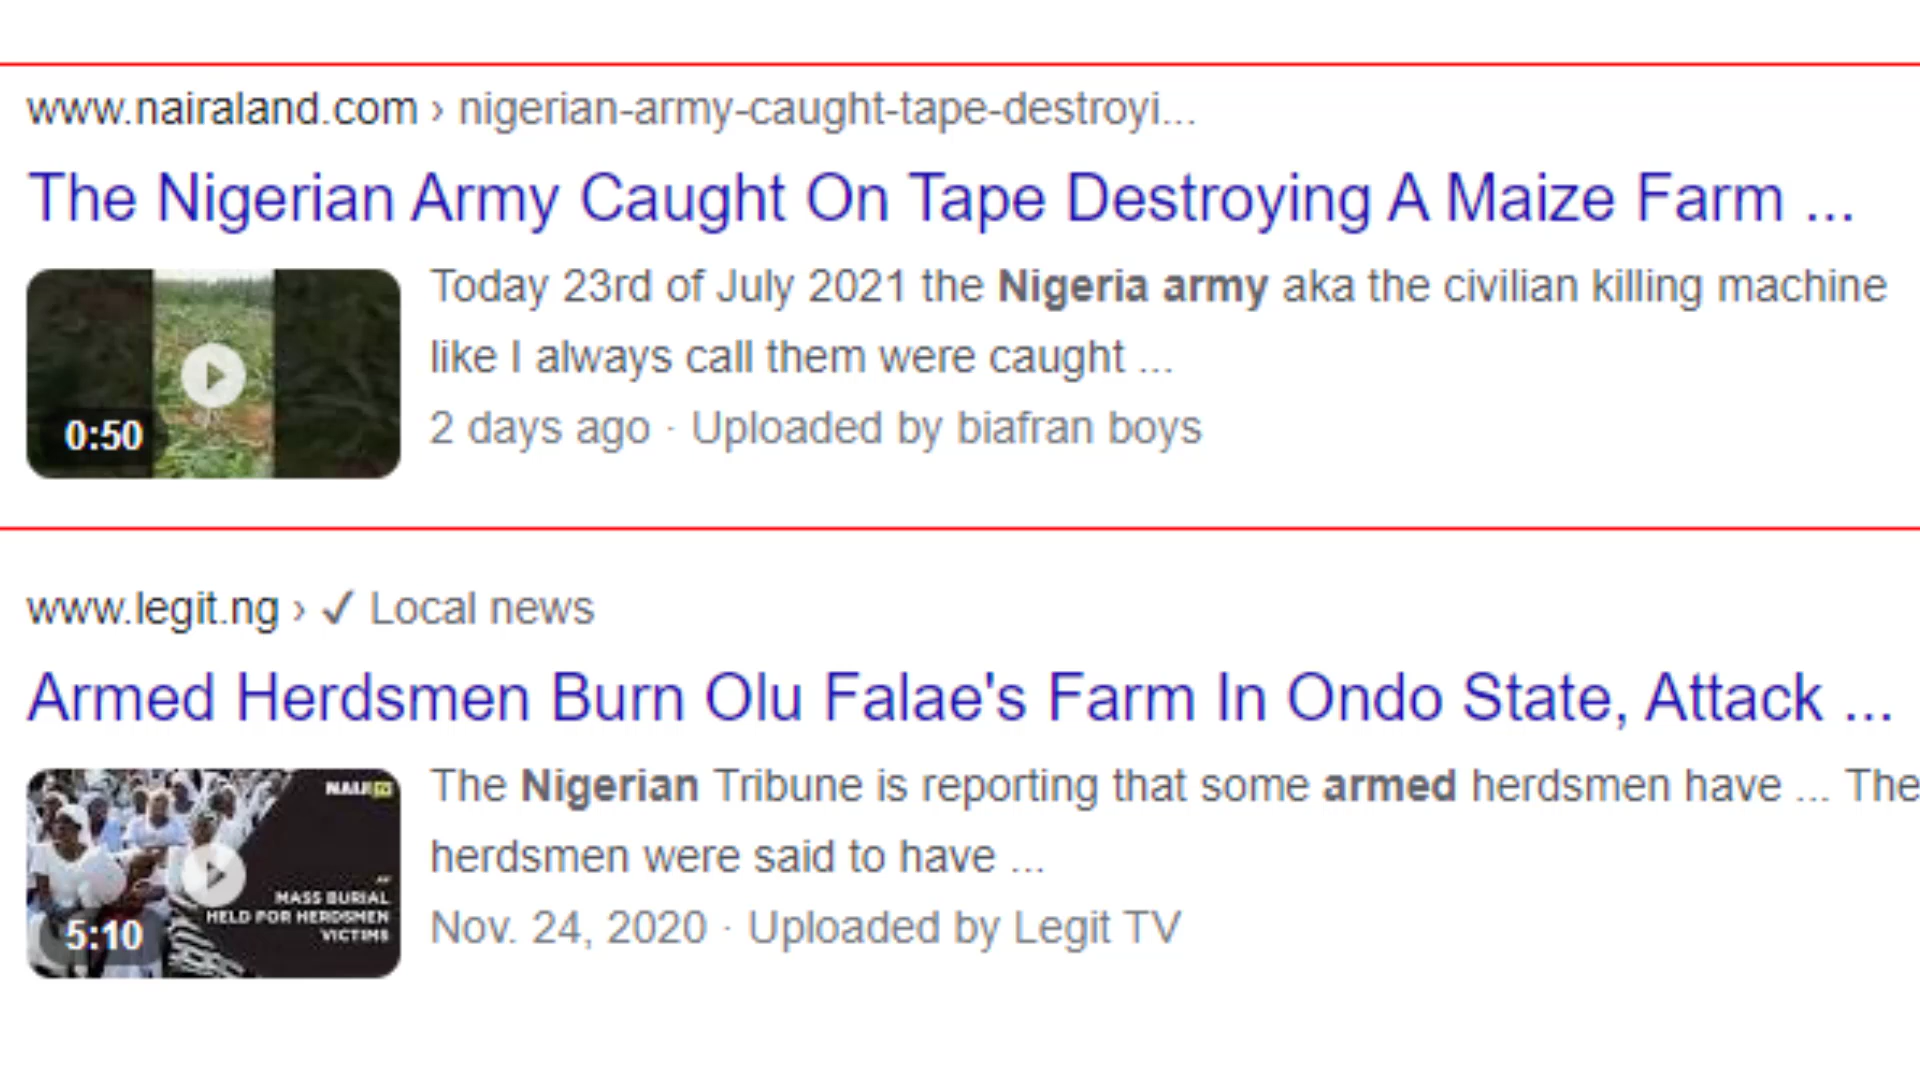 www.nairaland.com › nigerian-army-caught-tape-destroyi...
The Nigerian Army Caught On Tape Destroying A Maize Farm ...
Today 23rd of July 2021 the Nigeria army aka the civilian killing machine
like I always call them were caught ...
0:50
2 days ago · Uploaded by biafran boys
www.legit.ng › ✓ Local news
Armed Herdsmen Burn Olu Falae's Farm In Ondo State, Attack ...
The Nigerian Tribune is reporting that some armed herdsmen have ... The
herdsmen were said to have ...
MASS BURIAL
HELD FOR HERDSMEN
VICTIMS
5:10
Nov. 24, 2020 · Uploaded by Legit TV